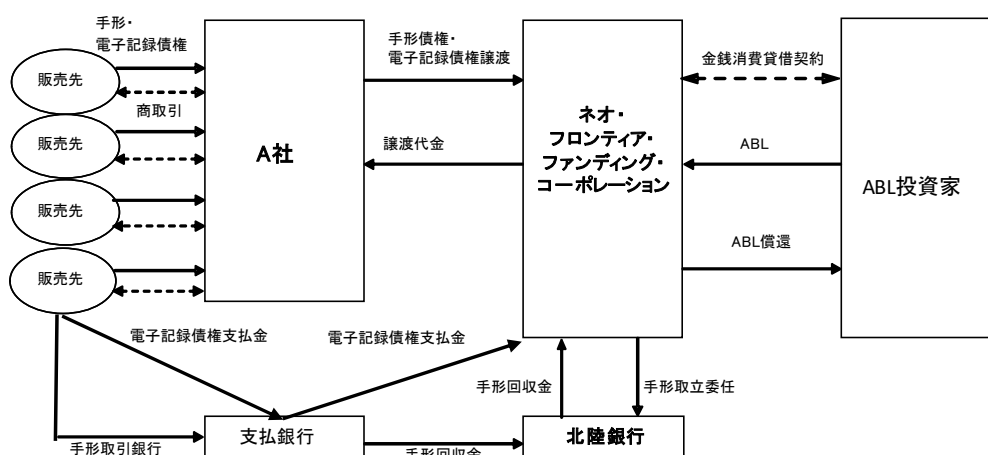 手形・
電子記録債権
販売先
商取引
販売先
販売先
販売先
A社
手形債権・
電子記録債権譲渡
譲渡代金
ネオ・
フロンティア・
ファンディング・
コーポレーション
金銭消費貸借契約
ABL
ABL償還
ABL投資家
電子記録債権支払金
電子記録債権支払金
手形回収金
手形取立委任
支払銀行
北陸銀行
手形取引銀行
手形回収金